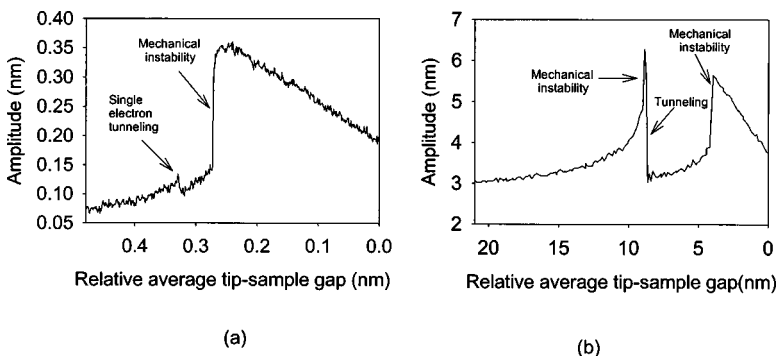 0.40
0.35
0.30
0.25
0.20
0.15
0.10
0.05
Amplitude (nm)
Mechanical
instability
Single
electron
tunneling
0.4 0.3 0.2 0.1 0.0
Relative average tip-sample gap (nm)
(a)
7
6
5
4
3
2
Amplitude (nm)
Mechanical
instability
Mechanical
instability
Tunneling
20 15 10 5 0
Relative average tip-sample gap(nm)
(b)